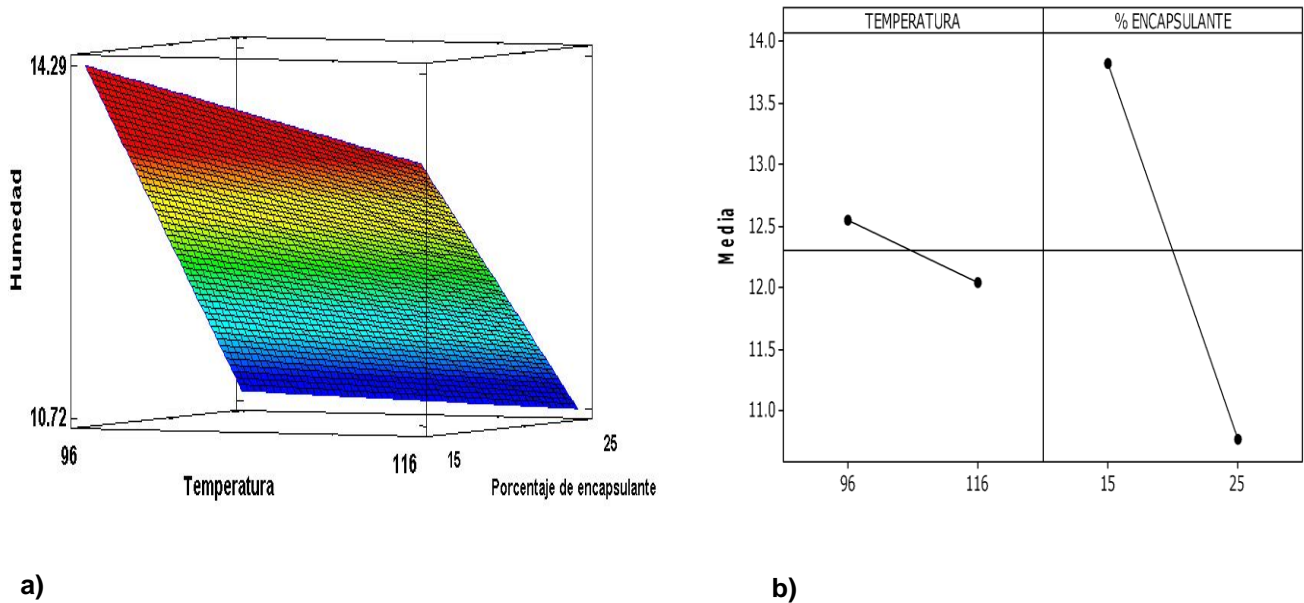 14.29
Humedad
10.72
96
116
15
25
Temperatura
Porcentaje de encapsulante
a)
TEMPERATURA
% ENCAPSULANTE
14.0
13.5
13.0
12.5
12.0
11.5
11.0
Media
96
116
15
25
b)